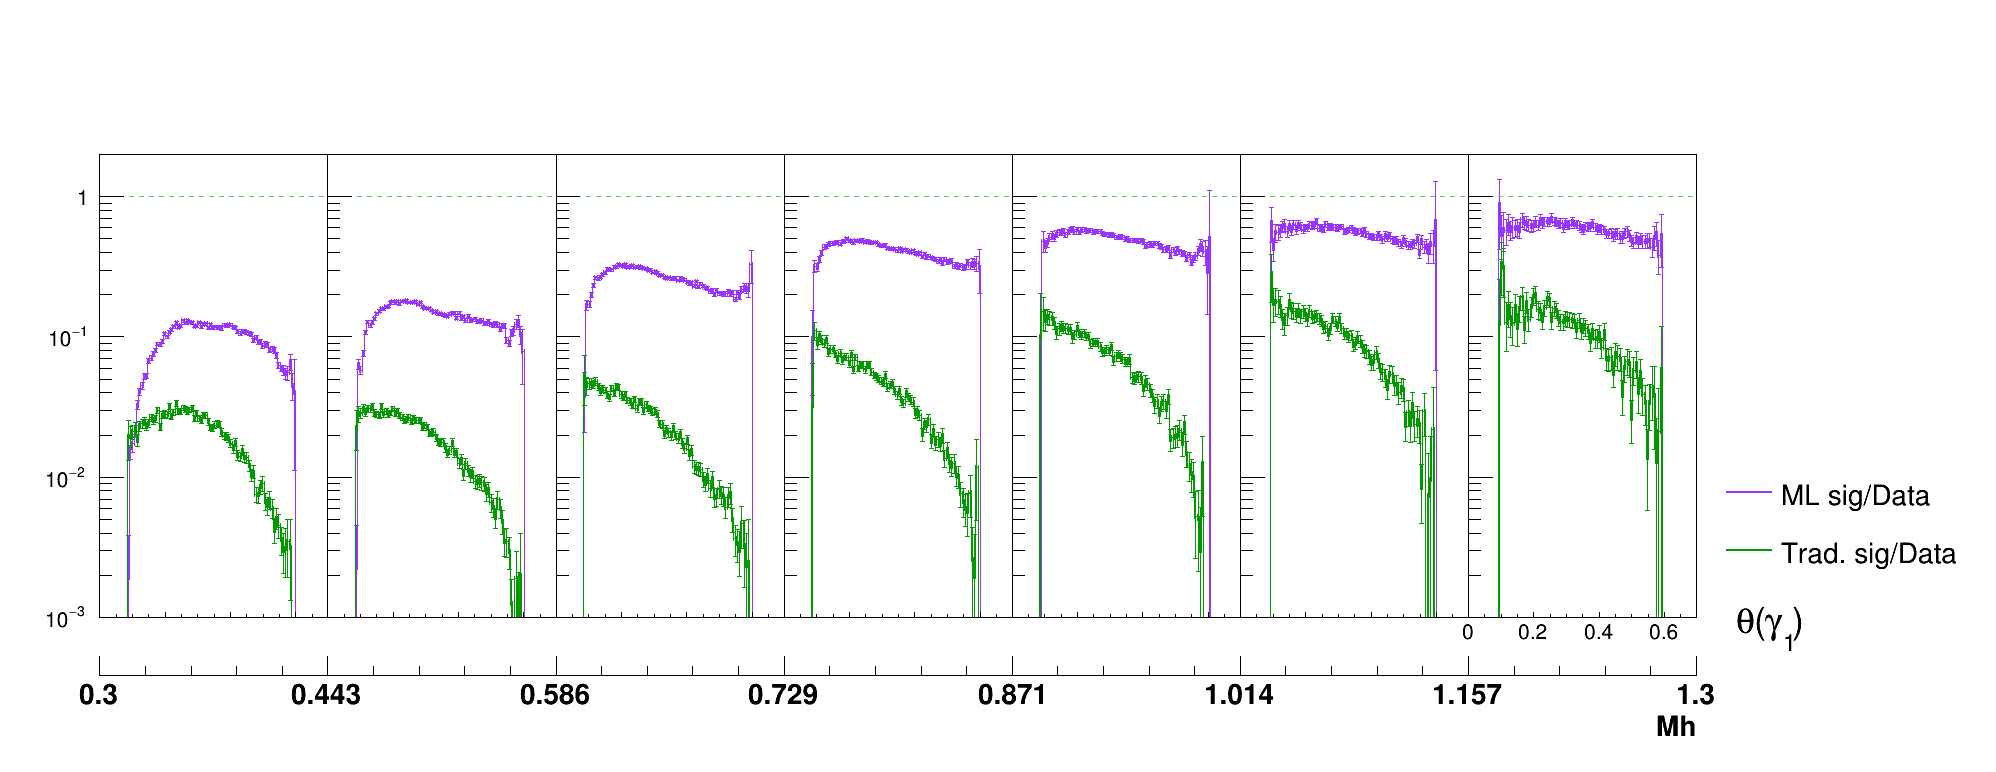 1
10⁻¹
10⁻²
10⁻³
ML sig/Data
Trad. sig/Data
θ(γ₁)
0 0.2 0.4 0.6
0.3 0.443 0.586 0.729 0.871 1.014 1.157 1.3
Mh